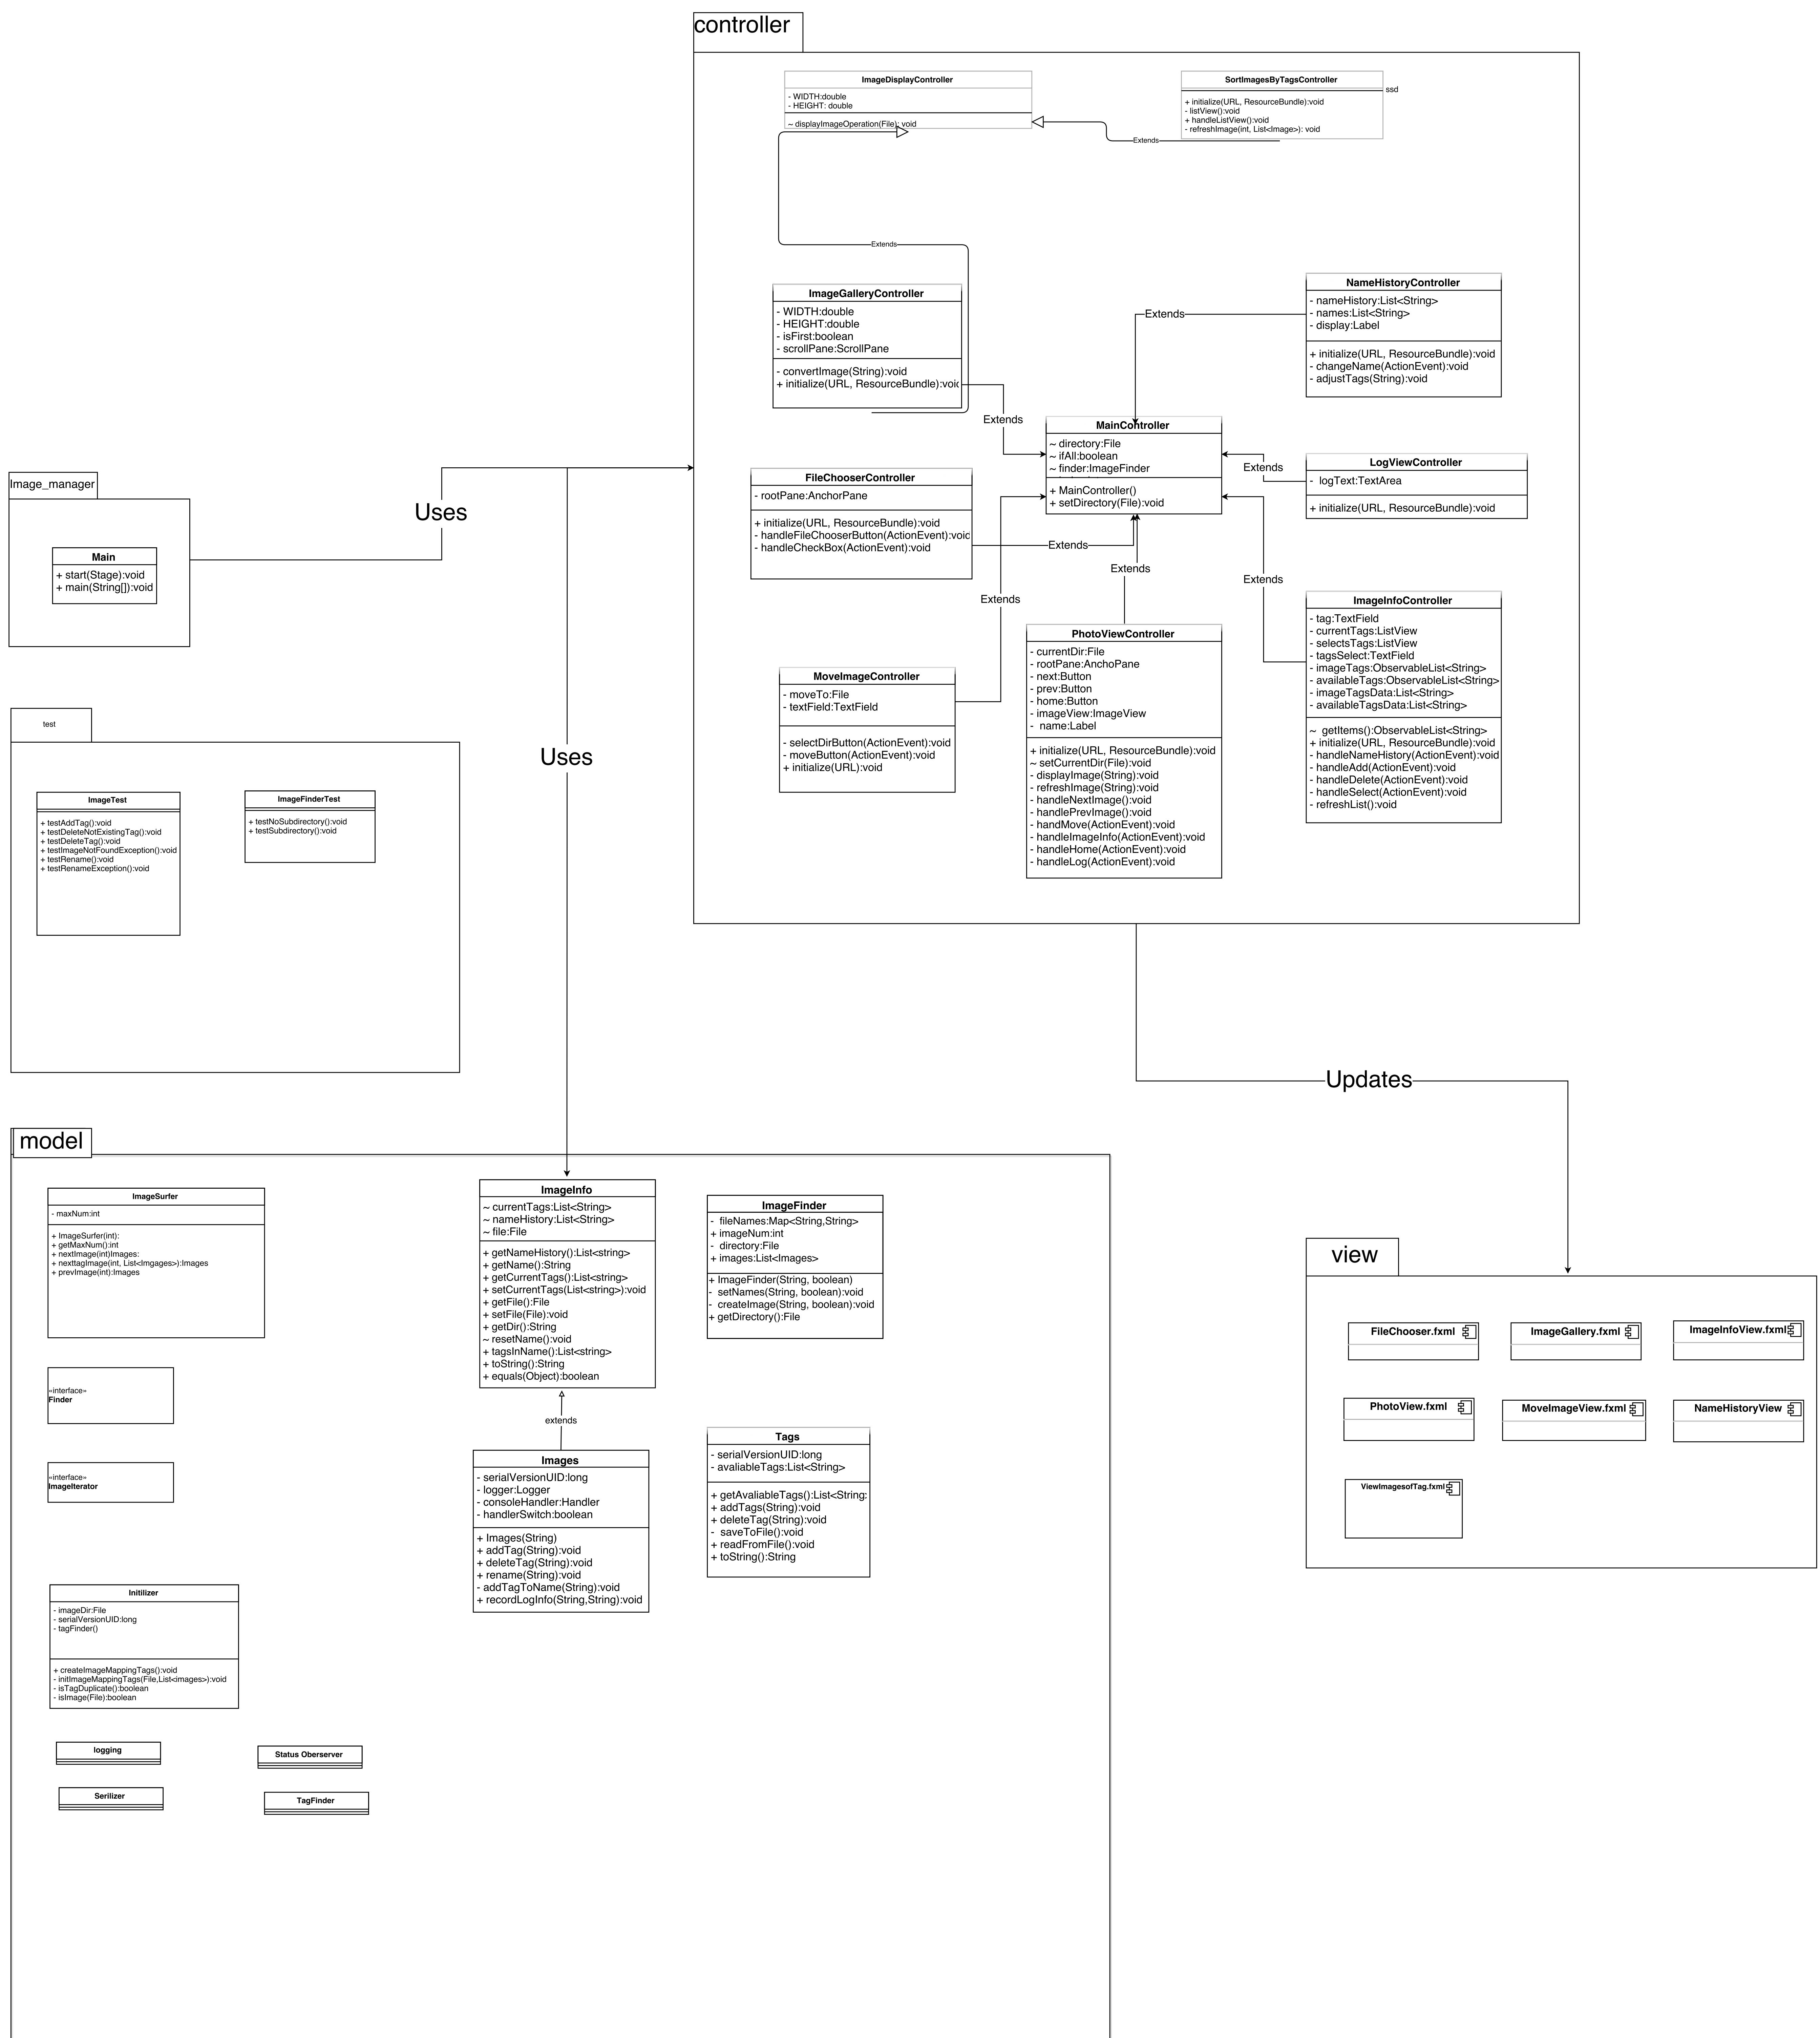 controller
ImageDisplayController
- WIDTH:double
- HEIGHT: double
~ displayImageOperation(File): void
SortImagesByTagsController
+ initialize(URL, ResourceBundle):void
- listView():void
+ handleListView():void
- refreshImage(int, List<Image>): void
ssd
Extends
Extends
ImageGalleryController
- WIDTH:double
- HEIGHT:double
- isFirst:boolean
- scrollPane:ScrollPane
- convertImage(String):void
+ initialize(URL, ResourceBundle):void
NameHistoryController
- nameHistory:List<String>
- names:List<String>
- display:Label
+ initialize(URL, ResourceBundle):void
- changeName(ActionEvent):void
- adjustTags(String):void
Extends
Extends
MainController
~ directory:File
~ ifAll:boolean
~ finder:ImageFinder
+ MainController()
+ setDirectory(File):void
Extends
LogViewController
- logText:TextArea
+ initialize(URL, ResourceBundle):void
FileChooserController
- rootPane:AnchorPane
+ initialize(URL, ResourceBundle):void
- handleFileChooserButton(ActionEvent):void
- handleCheckBox(ActionEvent):void
Extends
Extends
Extends
Extends
MoveImageController
- moveTo:File
- textField:TextField
- selectDirButton(ActionEvent):void
- moveButton(ActionEvent):void
+ initialize(URL):void
PhotoViewController
- currentDir:File
- rootPane:AnchoPane
- next:Button
- prev:Button
- home:Button
- imageView:ImageView
- name:Label
+ initialize(URL, ResourceBundle):void
~ setCurrentDir(File):void
- displayImage(String):void
- refreshImage(String):void
- handleNextImage():void
- handlePrevImage():void
- handMove(ActionEvent):void
- handleImageInfo(ActionEvent):void
- handleHome(ActionEvent):void
- handleLog(ActionEvent):void
ImageInfoController
- tag:TextField
- currentTags:ListView
- selectsTags:ListView
- tagsSelect:TextField
- imageTags:ObservableList<String>
- availableTags:ObservableList<String>
- imageTagsData:List<String>
- availableTagsData:List<String>
~ getItems():ObservableList<String>
+ initialize(URL, ResourceBundle):void
- handleNameHistory(ActionEvent):void
- handleAdd(ActionEvent):void
- handleDelete(ActionEvent):void
- handleSelect(ActionEvent):void
- refreshList():void
Image_manager
Main
+ start(Stage):void
+ main(String[]):void
Uses
Uses
test
ImageTest
+ testAddTag():void
+ testDeleteNotExistingTag():void
+ testDeleteTag():void
+ testImageNotFoundException():void
+ testRename():void
+ testRenameException():void
ImageFinderTest
+ testNoSubdirectory():void
+ testSubdirectory():void
Updates
model
ImageSurfer
- maxNum:int
+ ImageSurfer(int):
+ getMaxNum():int
+ nextImage(int)Images:
+ nexttagImage(int, List<Imgages>):Images
+ prevImage(int):Images
«interface»
Finder
«interface»
ImageIterator
Initilizer
- imageDir:File
- serialVersionUID:long
- tagFinder()
+ createImageMappingTags():void
- initImageMappingTags(File,List<images>):void
- isTagDuplicate():boolean
- isImage(File):boolean
logging
Status Oberserver
Serilizer
TagFinder
ImageInfo
~ currentTags:List<String>
~ nameHistory:List<String>
~ file:File
+ getNameHistory():List<string>
+ getName():String
+ getCurrentTags():List<string>
+ setCurrentTags(List<string>):void
+ getFile():File
+ setFile(File):void
+ getDir():String
~ resetName():void
+ tagsInName():List<string>
+ toString():String
+ equals(Object):boolean
extends
Images
- serialVersionUID:long
- logger:Logger
- consoleHandler:Handler
- handlerSwitch:boolean
+ Images(String)
+ addTag(String):void
+ deleteTag(String):void
+ rename(String):void
- addTagToName(String):void
+ recordLogInfo(String,String):void
ImageFinder
- fileNames:Map<String,String>
+ imageNum:int
- directory:File
+ images:List<Images>
+ ImageFinder(String, boolean)
- setNames(String, boolean):void
- createImage(String, boolean):void
+ getDirectory():File
Tags
- serialVersionUID:long
- avaliableTags:List<String>
+ getAvaliableTags():List<String:
+ addTags(String):void
+ deleteTag(String):void
- saveToFile():void
+ readFromFile():void
+ toString():String
view
FileChooser.fxml
ImageGallery.fxml
ImageInfoView.fxml
PhotoView.fxml
MoveImageView.fxml
NameHistoryView
ViewImagesofTag.fxml